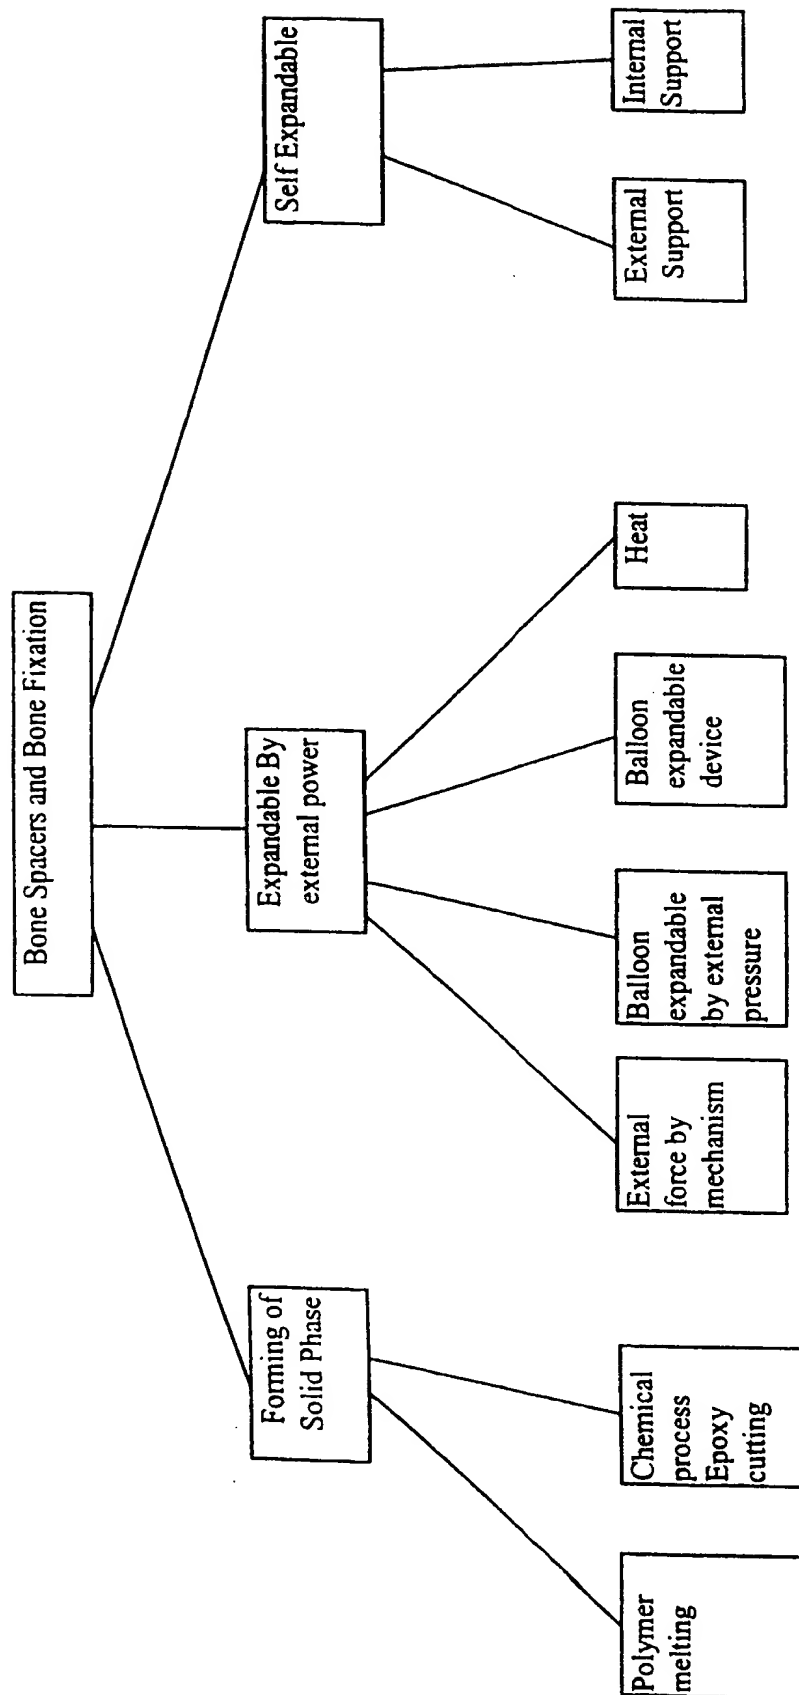 Bone Spacers and Bone Fixation
Forming of
Solid Phase
Expandable By
external power
Self Expandable
Polymer
melting
Chemical
process
Epoxy
cutting
External
force by
mechanism
Balloon
expandable
by external
pressure
Balloon
expandable
device
Heat
External
Support
Internal
Support